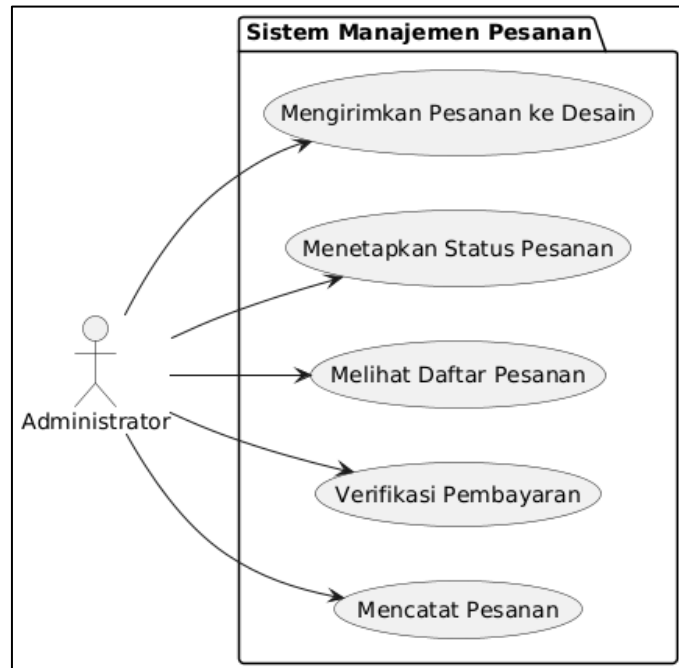 Sistem Manajemen Pesanan
Mengirimkan Pesanan ke Desain
Menetapkan Status Pesanan
Melihat Daftar Pesanan
Administrator
Verifikasi Pembayaran
Mencatat Pesanan